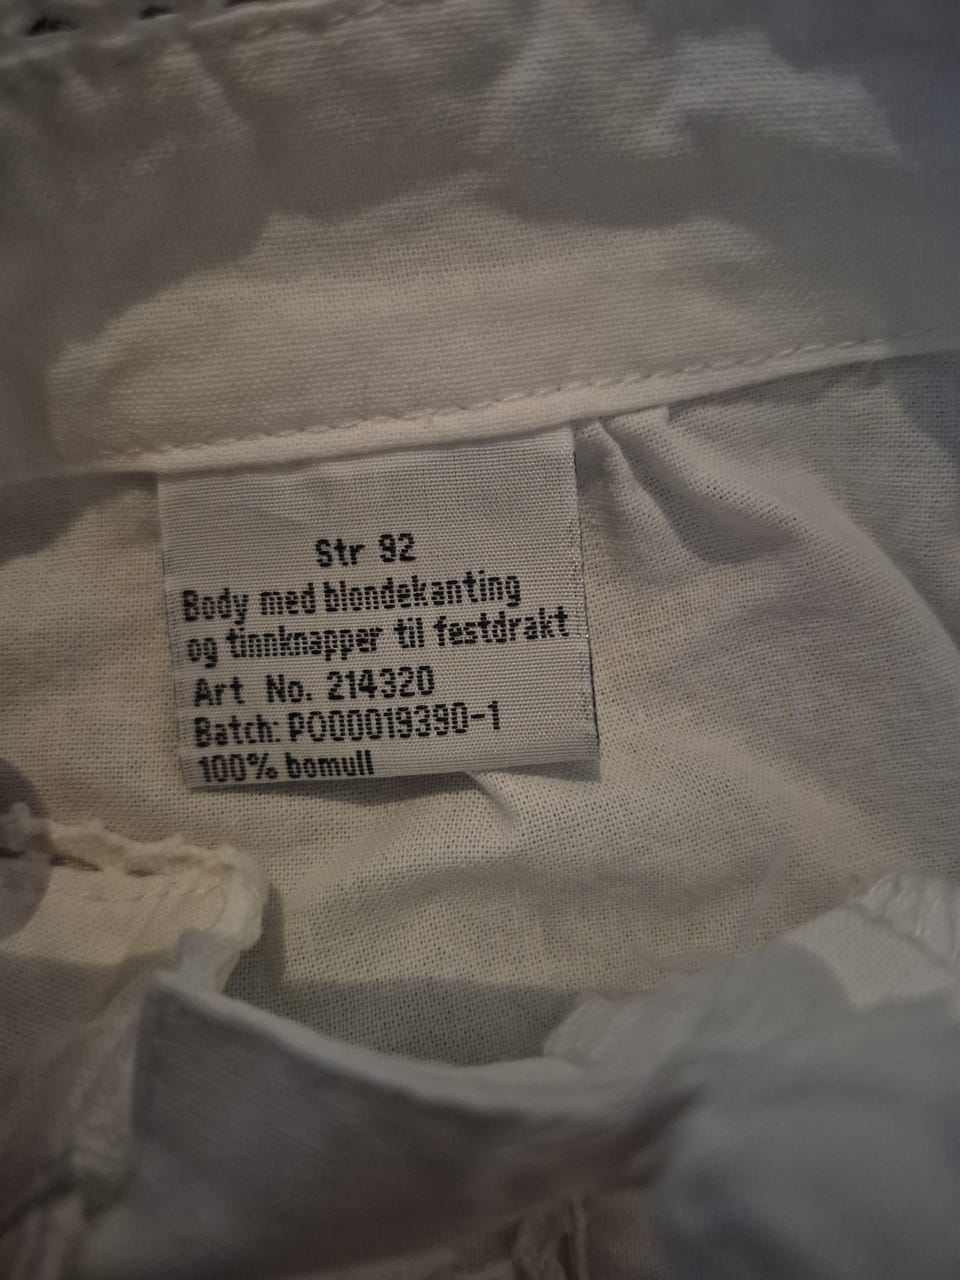 Str 92
Body med blondekanting
og tinnknapper til festdrakt
Art No. 214320
Batch: PO00019390-1
100% bomull